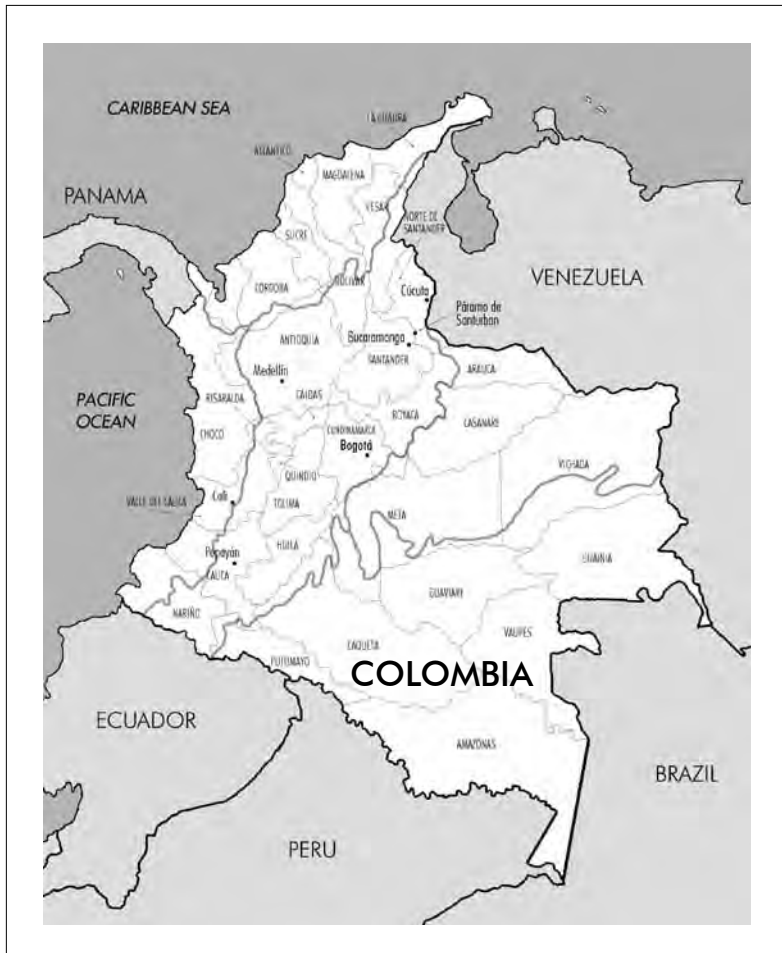 CARIBBEAN SEA
LA GUAJIRA
ATLANTICO
MAGDALENA
PANAMA
CESAR
NORTE DE
SANTANDER
SUCRE
VENEZUELA
BOLIVAR
CORDOBA
Cúcuta
Páramo de
Santurban
ANTIOQUIA
Bucaramanga
SANTANDER
ARAUCA
Medellín
PACIFIC
OCEAN
RISARALDA
CALDAS
BOYACA
CASANARE
CHOCO
CUNDINAMARCA
Bogotá
VICHADA
QUINDIO
VALLE DEL CAUCA
Cali
TOLIMA
META
HUILA
Popayán
CAUCA
GUAINIA
GUAVIARE
NARIÑO
VAUPES
CAQUETA
PUTUMAYO
COLOMBIA
ECUADOR
AMAZONAS
BRAZIL
PERU